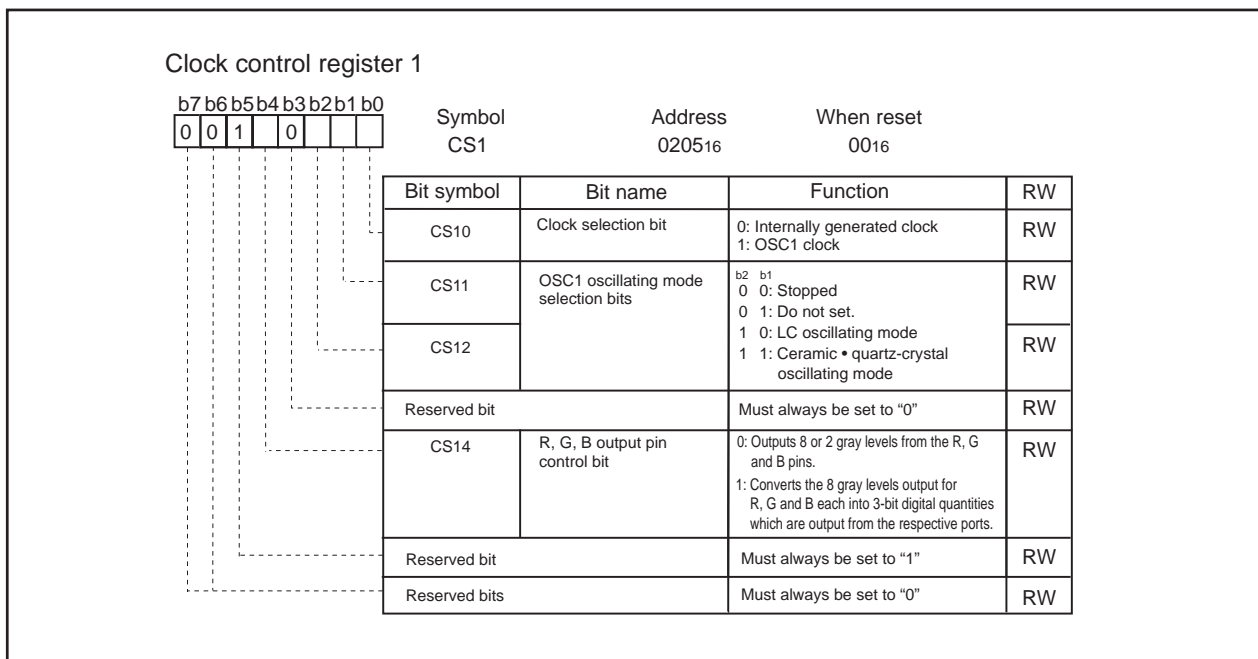 Clock control register 1
b7 b6 b5 b4 b3 b2 b1 b0
0 0 1 0
Symbol Address When reset
CS1 020516 0016
Bit symbol Bit name Function RW
CS10 Clock selection bit 0: Internally generated clock RW
1: OSC1 clock
CS11 OSC1 oscillating mode selection bits b2 b1 RW
0 0: Stopped
0 1: Do not set.
1 0: LC oscillating mode
CS12 1 1: Ceramic • quartz-crystal RW
oscillating mode
Reserved bit Must always be set to “0” RW
CS14 R, G, B output pin control bit 0: Outputs 8 or 2 gray levels from the R, G RW
and B pins.
1: Converts the 8 gray levels output for
R, G and B each into 3-bit digital quantities
which are output from the respective ports.
Reserved bit Must always be set to “1” RW
Reserved bits Must always be set to “0” RW